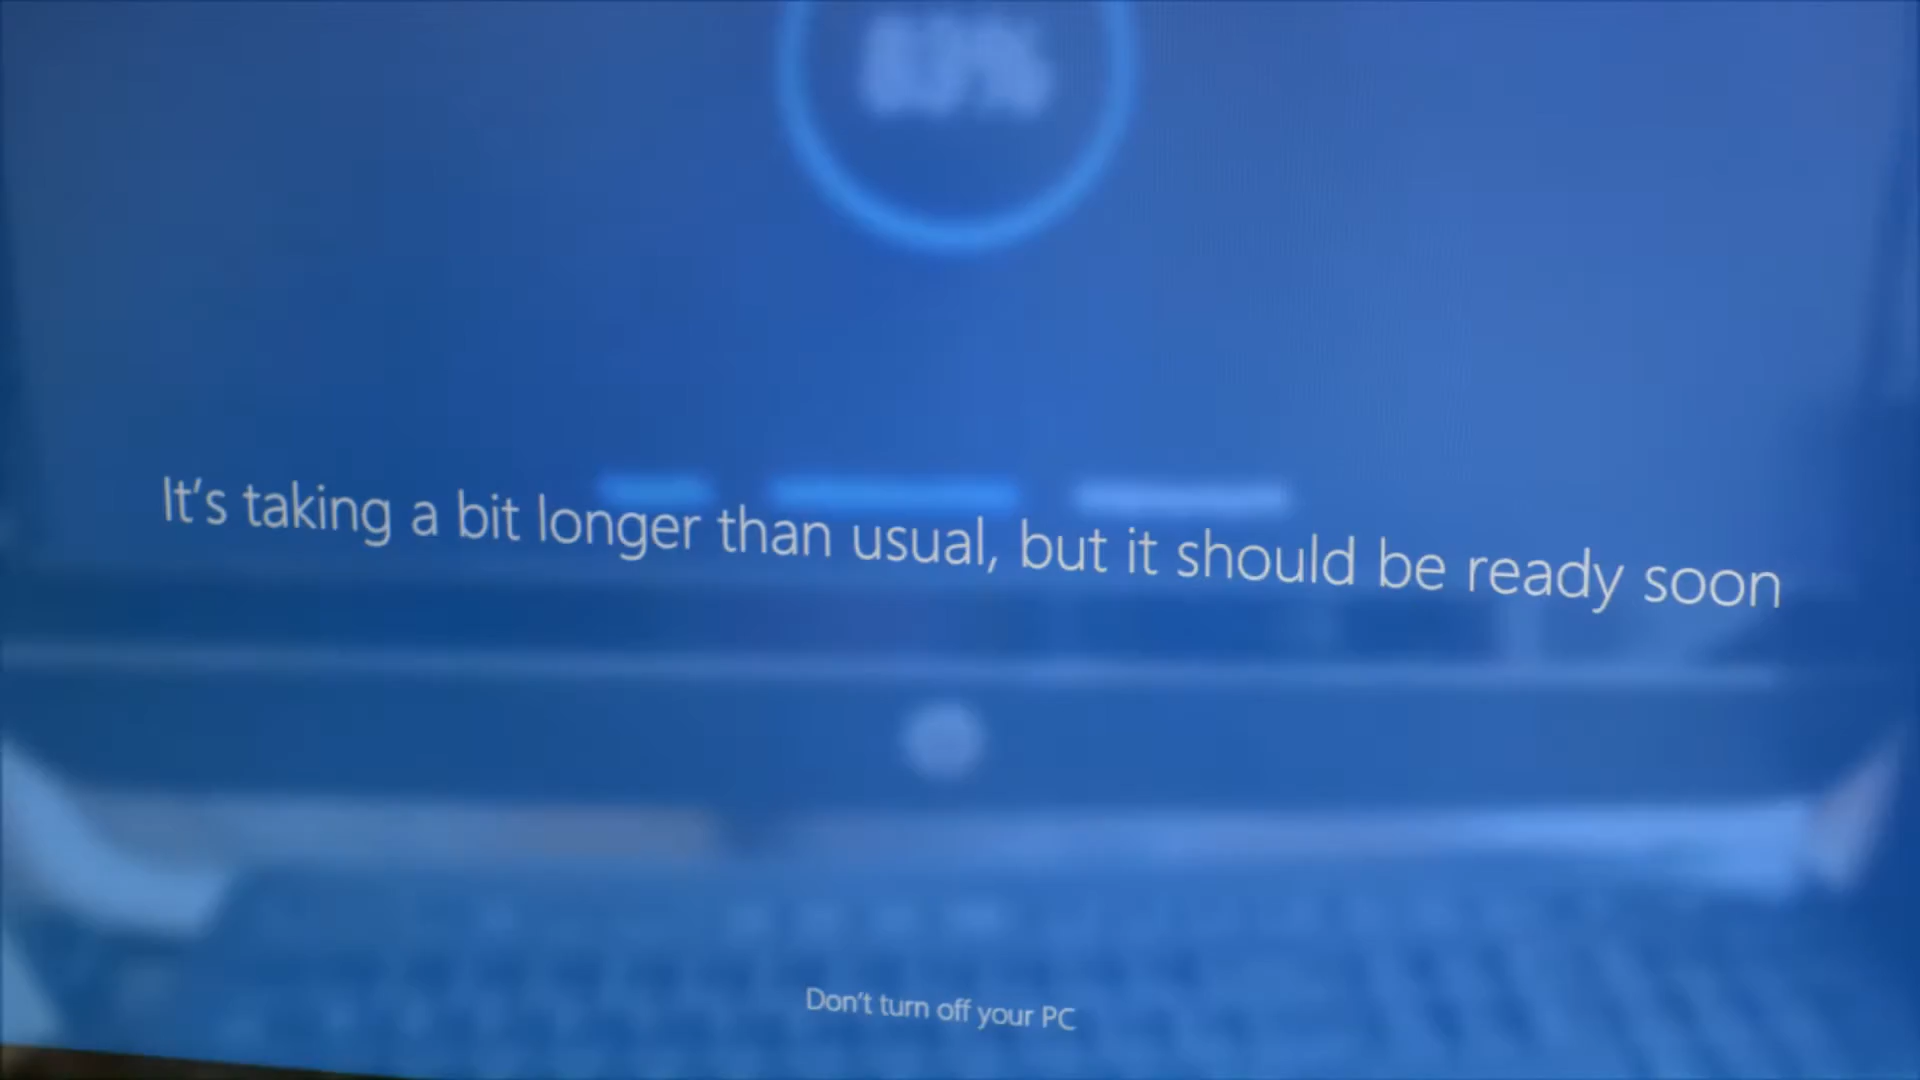 It's taking a bit longer than usual, but it should be ready soon
Don't turn off your PC